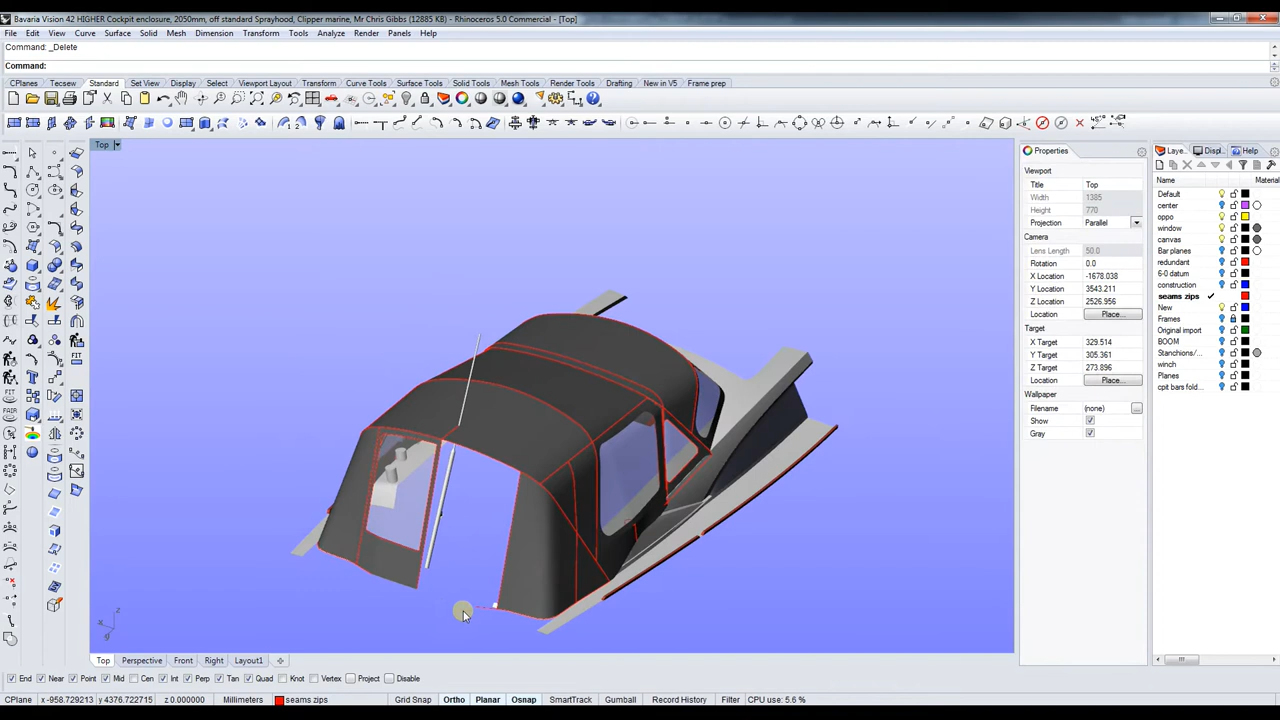 Bavaria Vision 42 HIGHER Cockpit enclosure, 2050mm, off standard Sprayhood, Clipper marine, Mr Chris Gibbs (12885 KB) - Rhinoceros 5.0 Commercial - [Top]
File Edit View Curve Surface Solid Mesh Dimension Transform Tools Analyze Render Panels Help
Command: _Delete
Command:
CPlanes Tecsew Standard Set View Display Select Viewport Layout Transform Curve Tools Surface Tools Solid Tools Mesh Tools Render Tools Drafting New in V5 Frame prep
Top
Properties
Viewport
Title Top
Width 1385
Height 770
Projection Parallel
Camera
Lens Length 50.0
Rotation 0.0
X Location -1678.038
Y Location 3543.211
Z Location 2526.956
Location Place...
Target
X Target 329.514
Y Target 305.361
Z Target 273.896
Location Place...
Wallpaper
Filename (none) ...
Show
Gray
Laye... Displ... Help
Name Material
Default
center
oppo
window
canvas
Bar planes
redundant
6-0 datum
construction
seams zips
New
Frames
Original import
BOOM
Stanchions/...
winch
Planes
cpit bars fold...
FIT
FIT
FAIR
z
x
y
Top Perspective Front Right Layout1
End Near Point Mid Cen Int Perp Tan Quad Knot Vertex Project Disable
CPlane x -958.729213 y 4376.722715 z 0.000000 Millimeters seams zips Grid Snap Ortho Planar Osnap SmartTrack Gumball Record History Filter CPU use: 5.6 %